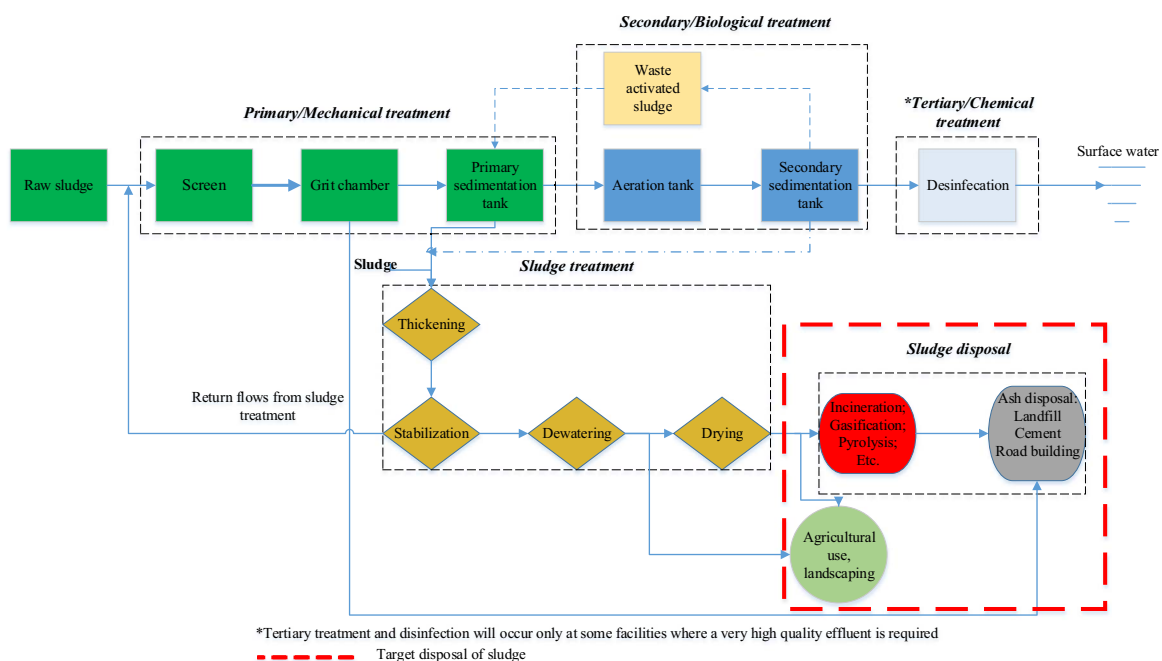 Secondary/Biological treatment
Waste
activated
sludge
Primary/Mechanical treatment
*Tertiary/Chemical
treatment
Raw sludge
Screen
Grit chamber
Primary
sedimentation
tank
Aeration tank
Secondary
sedimentation
tank
Desinfecation
Surface water
Sludge
Sludge treatment
Thickening
Return flows from sludge
treatment
Stabilization
Dewatering
Drying
Sludge disposal
Incineration;
Gasification;
Pyrolysis;
Etc.
Ash disposal:
Landfill
Cement
Road building
Agricultural
use,
landscaping
*Tertiary treatment and disinfection will occur only at some facilities where a very high quality effluent is required
Target disposal of sludge